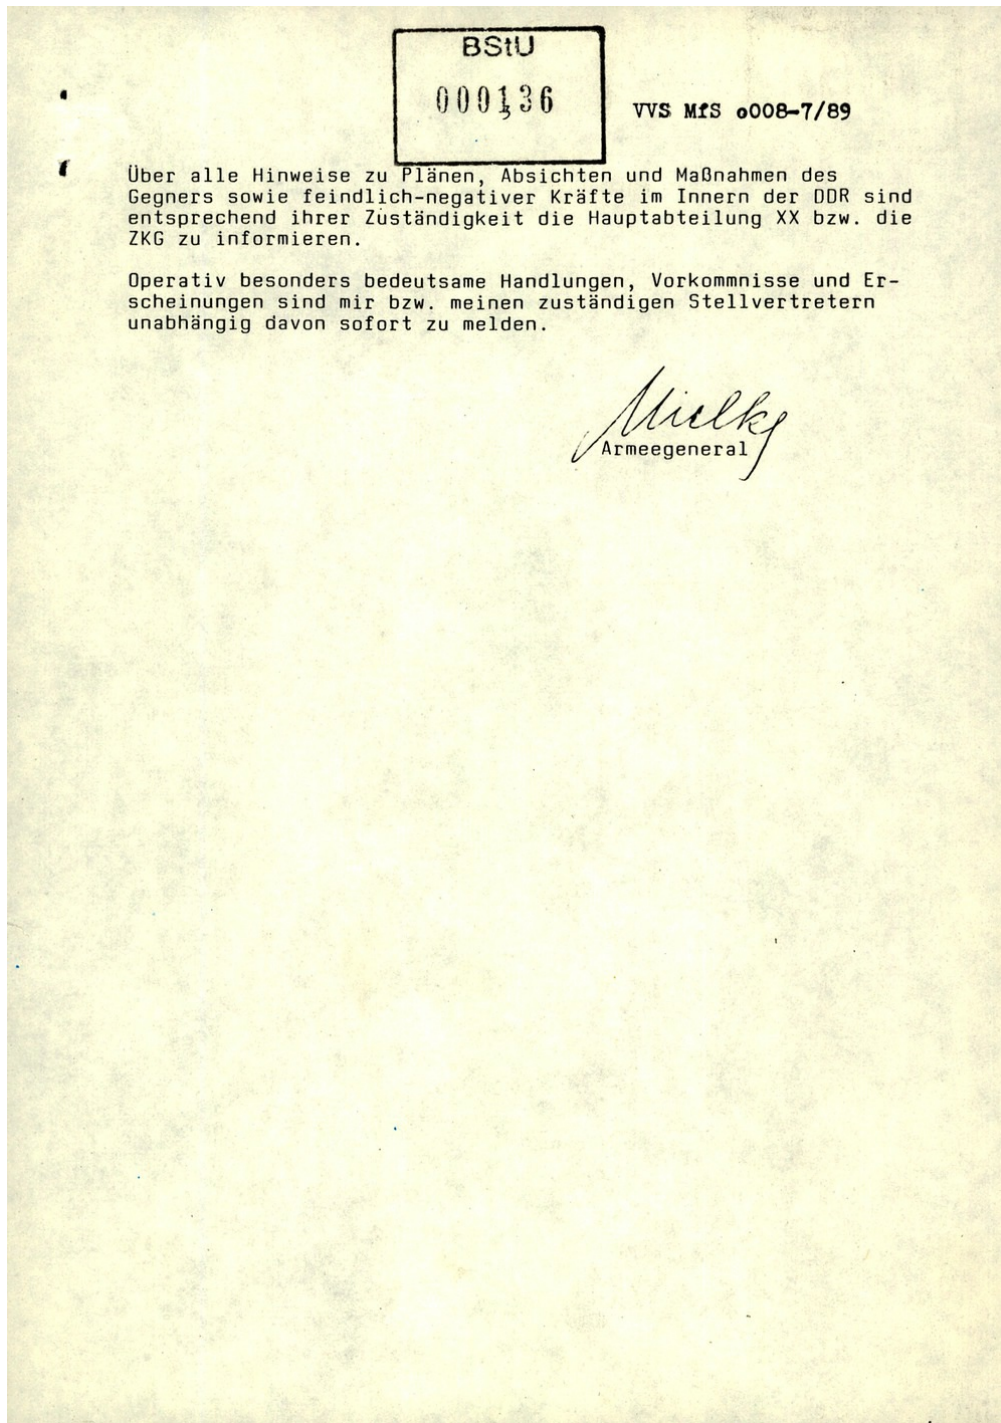 BStU
000136
VVS MfS o008-7/89
Über alle Hinweise zu Plänen, Absichten und Maßnahmen des
Gegners sowie feindlich-negativer Kräfte im Innern der DDR sind
entsprechend ihrer Zuständigkeit die Hauptabteilung XX bzw. die
ZKG zu informieren.
Operativ besonders bedeutsame Handlungen, Vorkommnisse und Er-
scheinungen sind mir bzw. meinen zuständigen Stellvertretern
unabhängig davon sofort zu melden.
Mielke
Armeegeneral